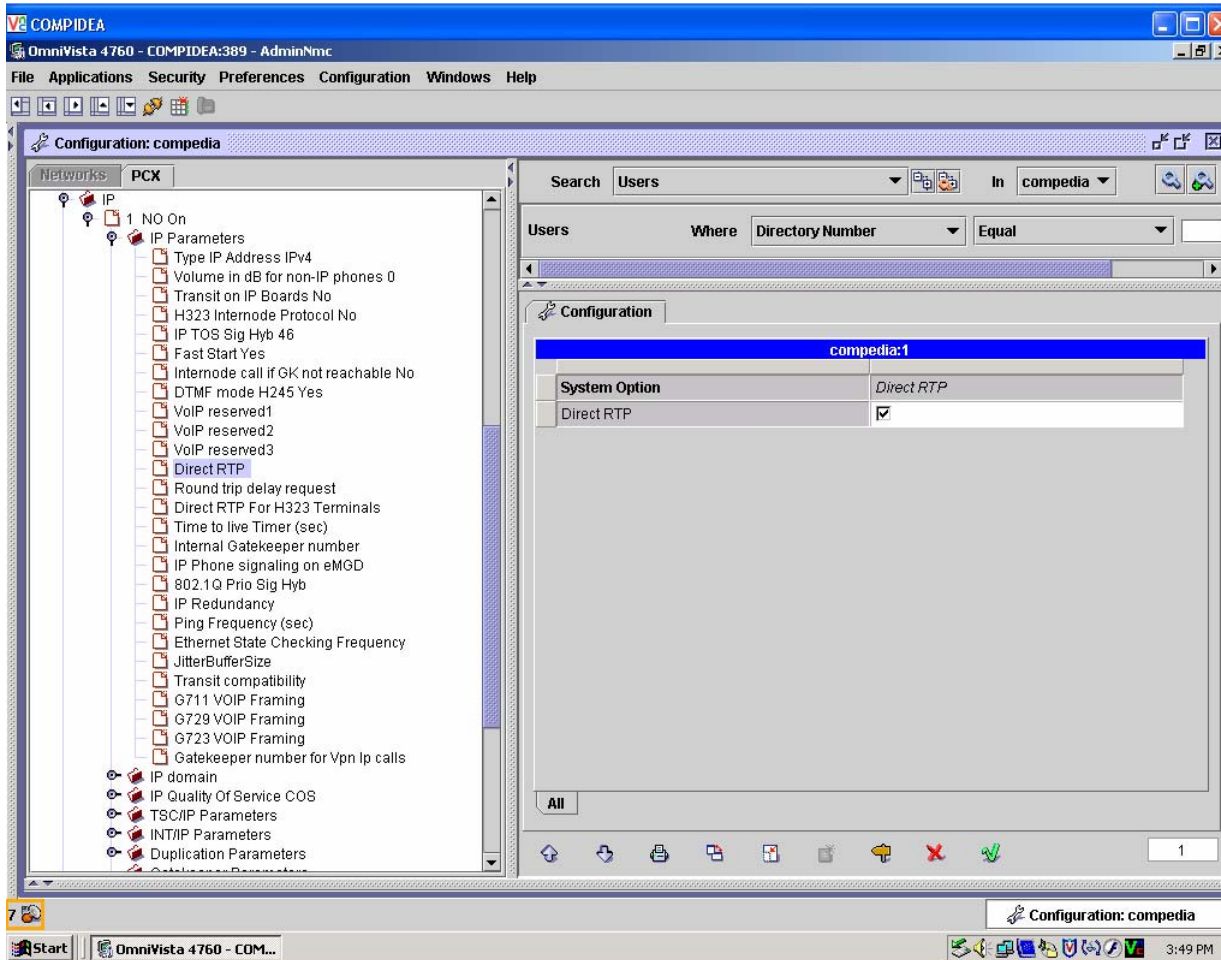 COMPIDEA
OmniVista 4760 - COMPIDEA:389 - AdminNmc
File Applications Security Preferences Configuration Windows Help
Configuration: compedia
Networks PCX
IP
1 NO On
IP Parameters
Type IP Address IPv4
Volume in dB for non-IP phones 0
Transit on IP Boards No
H323 Internode Protocol No
IP TOS Sig Hyb 46
Fast Start Yes
Internode call if GK not reachable No
DTMF mode H245 Yes
VoIP reserved1
VoIP reserved2
VoIP reserved3
Direct RTP
Round trip delay request
Direct RTP For H323 Terminals
Time to live Timer (sec)
Internal Gatekeeper number
IP Phone signaling on eMGD
802.1Q Prio Sig Hyb
IP Redundancy
Ping Frequency (sec)
Ethernet State Checking Frequency
JitterBufferSize
Transit compatibility
G711 VOIP Framing
G729 VOIP Framing
G723 VOIP Framing
Gatekeeper number for Vpn Ip calls
IP domain
IP Quality Of Service COS
TSC/IP Parameters
INT/IP Parameters
Duplication Parameters
Search Users In compedia
Users Where Directory Number Equal
Configuration
compedia:1
System Option Direct RTP
Direct RTP
All
1
7
Configuration: compedia
Start OmniVista 4760 - COM... 3:49 PM